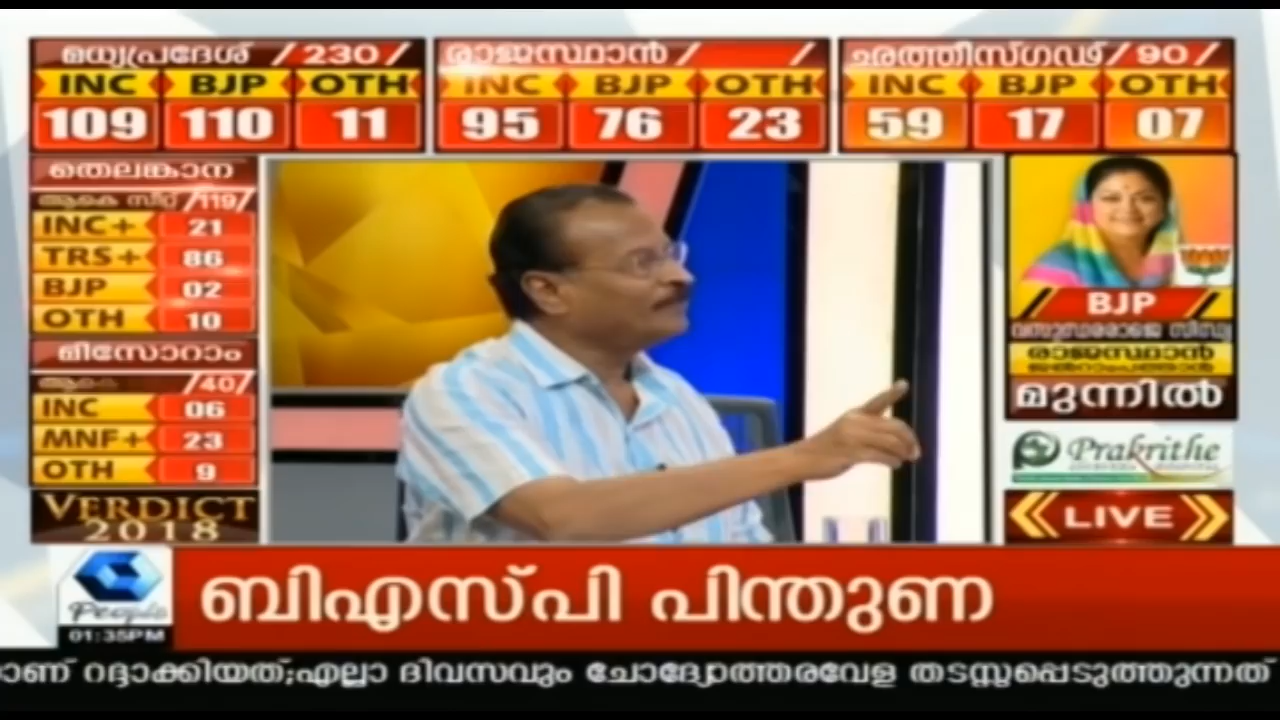 മധ്യപ്രദേശ് / 230 /
INC BJP OTH
109 110 11
രാജസ്ഥാൻ / /
INC BJP OTH
95 76 23
ഛത്തീസ്ഗഢ് / 90 /
INC BJP OTH
59 17 07
തെലങ്കാന
ആകെ സീറ്റ് /119/
INC+ 21
TRS+ 86
BJP 02
OTH 10
മിസോറാം
ആകെ /40/
INC 06
MNF+ 23
OTH 9
VERDICT
2018
BJP
രാജസ്ഥാൻ
മുന്നിൽ
Prakrithe
LIVE
People
01:35PM
ബിഎസ്പി പിന്തുണ
ാണ് റദ്ദാക്കിയത്;എല്ലാ ദിവസവും ചോദ്യോത്തരവേള തടസ്സപ്പെടുത്തുന്നത്